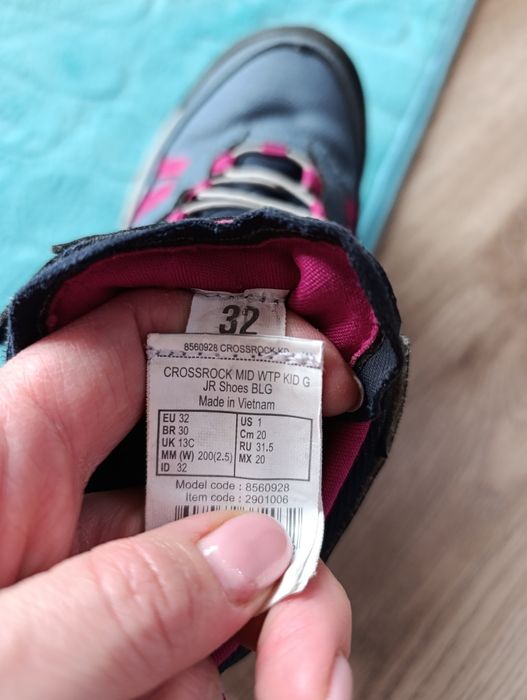 32
8560928 CROSSROCK
CROSSROCK MID WTP KID G
JR Shoes BLG
Made in Vietnam
EU 32
BR 30
UK 13C
MM (W) 200(2.5)
ID 32
US 1
Cm 20
RU 31.5
MX 20
Model code : 8560928
Item code : 2901006